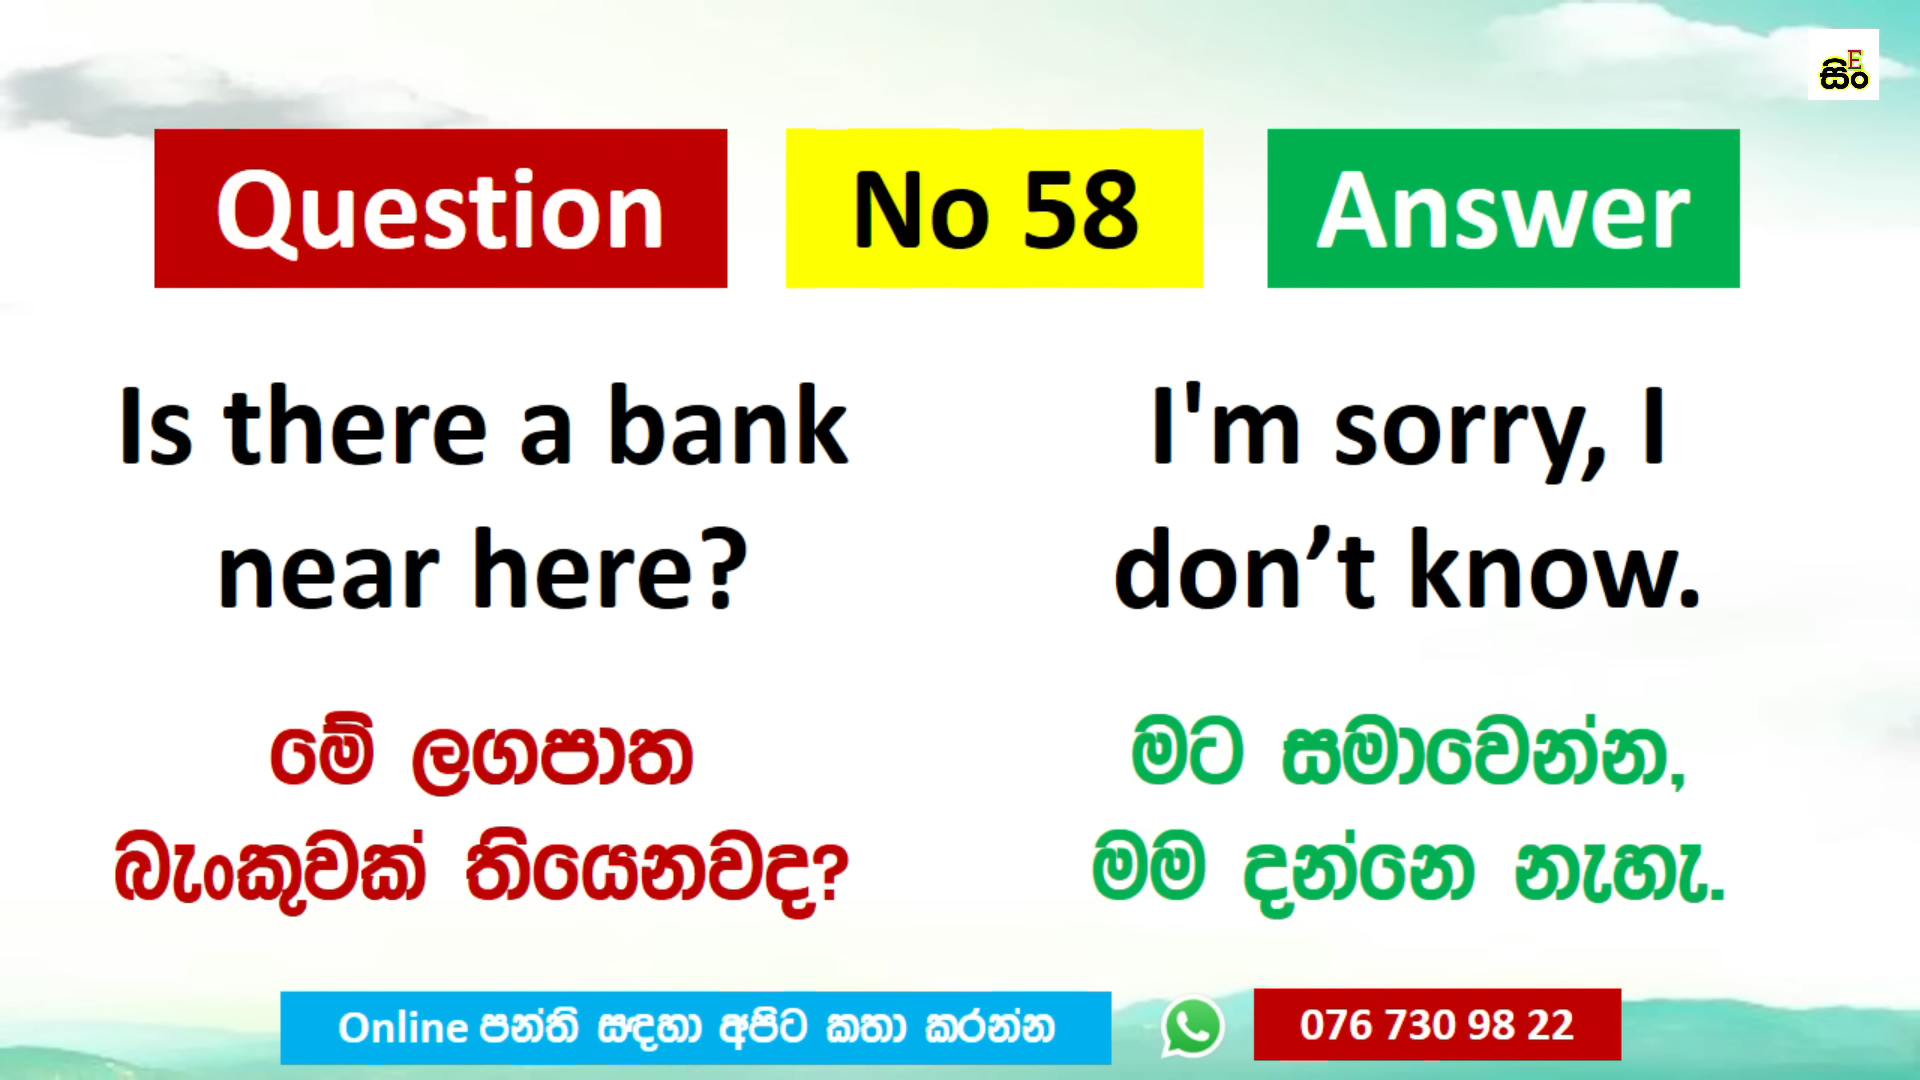 සිං E
Question
No 58
Answer
Is there a bank
near here?
I'm sorry, I
don’t know.
මේ ලගපාත
බැංකුවක් තියෙනවද?
මට සමාවෙන්න,
මම දන්නෙ නැහැ.
Online පන්ති සඳහා අපිට කතා කරන්න
076 730 98 22